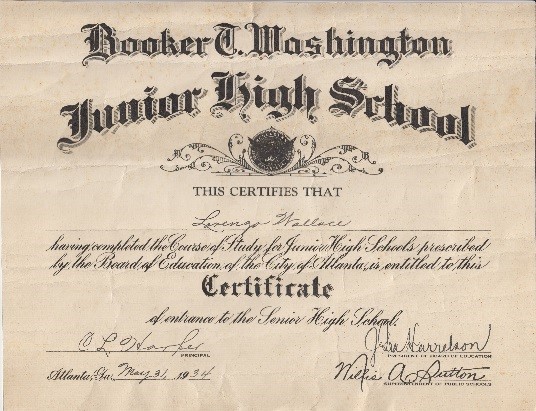 Booker T. Washington
Junior High School
THIS CERTIFIES THAT
Lorenzo Wallace
having completed the Course of Study for Junior High Schools prescribed
by the Board of Education, of the City of Atlanta, is entitled to this
Certificate
of entrance to the Senior High School.
C L Harper
PRINCIPAL
John Harrelson
PRESIDENT OF BOARD OF EDUCATION
Atlanta, Ga. May 31, 1934
Willis A. Sutton
SUPERINTENDENT OF PUBLIC SCHOOLS